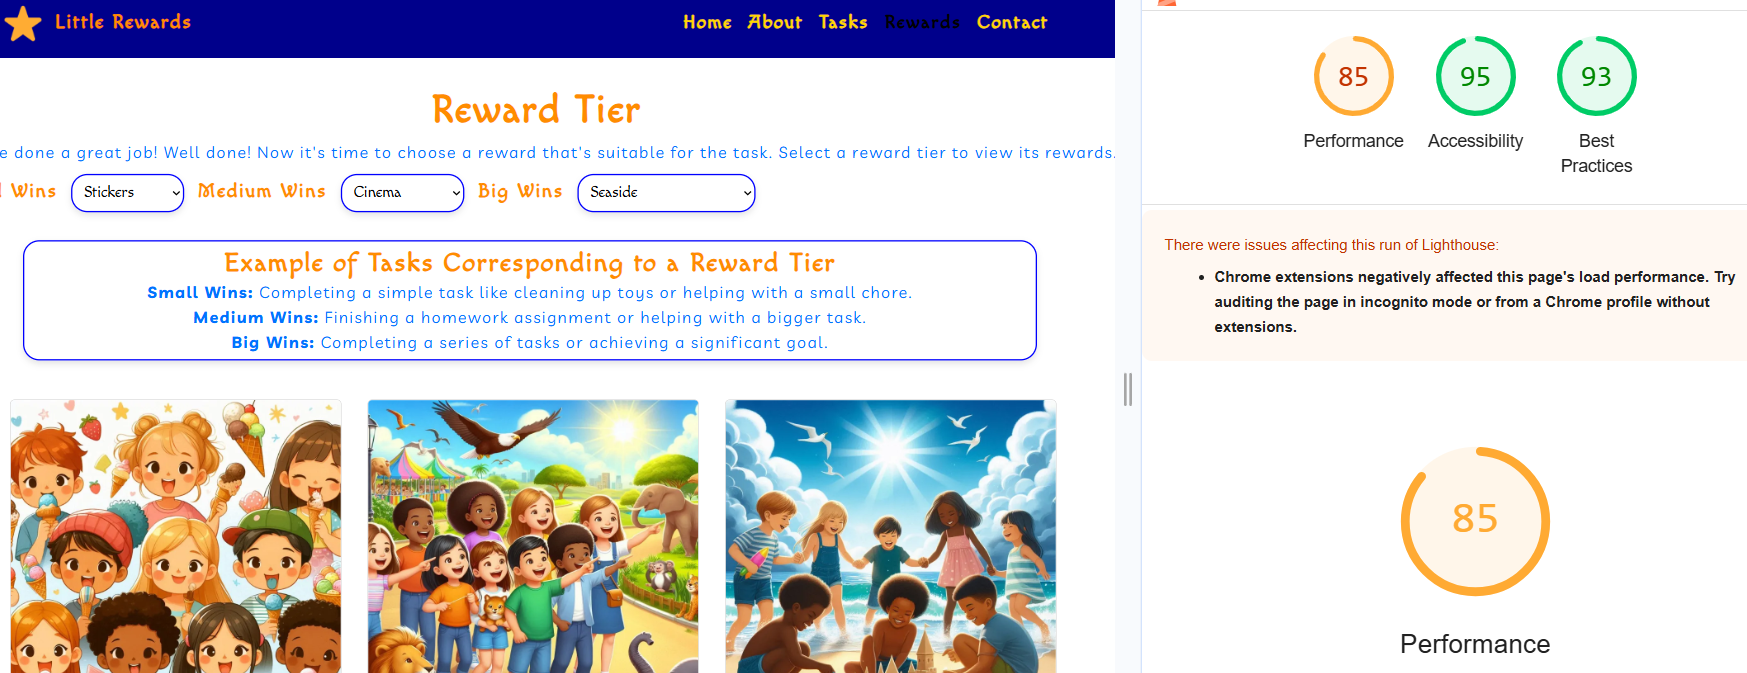 Little Rewards
Home About Tasks Rewards Contact
Reward Tier
e done a great job! Well done! Now it's time to choose a reward that's suitable for the task. Select a reward tier to view its rewards.
Wins Stickers Medium Wins Cinema Big Wins Seaside
Example of Tasks Corresponding to a Reward Tier
Small Wins: Completing a simple task like cleaning up toys or helping with a small chore.
Medium Wins: Finishing a homework assignment or helping with a bigger task.
Big Wins: Completing a series of tasks or achieving a significant goal.
85 95 93
Performance Accessibility Best
Practices
There were issues affecting this run of Lighthouse:
Chrome extensions negatively affected this page's load performance. Try
auditing the page in incognito mode or from a Chrome profile without
extensions.
85
Performance